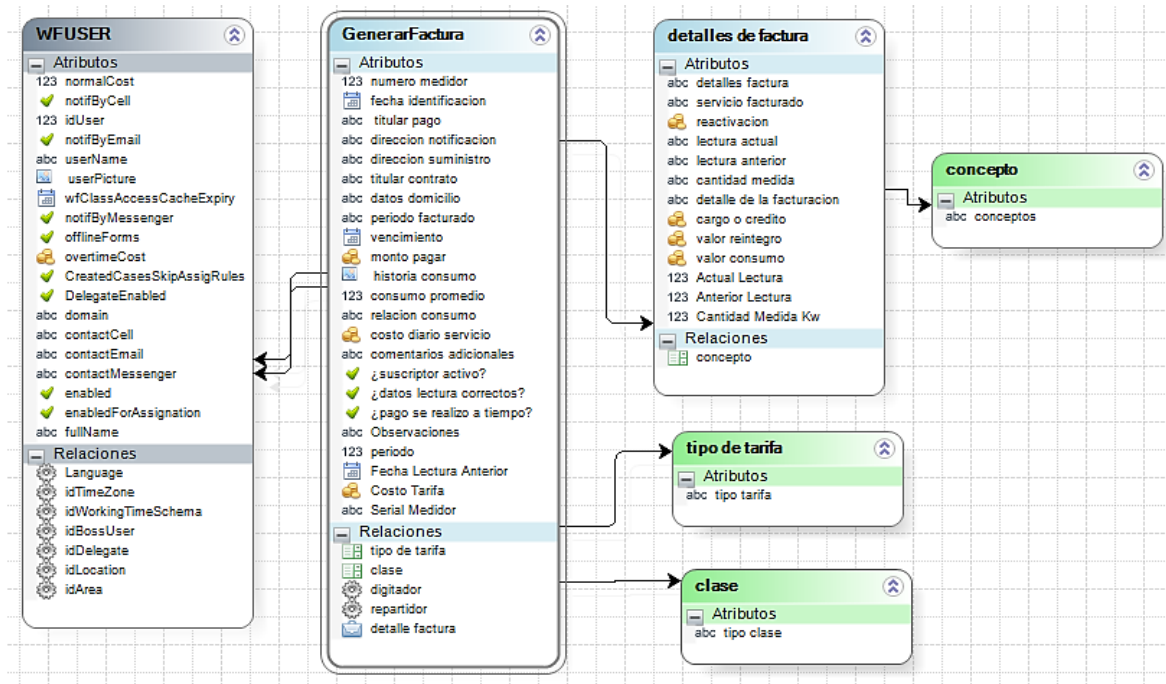 WFUSER
Atributos
123 normalCost
notifByCell
123 idUser
notifByEmail
abc userName
userPicture
wfClassAccessCacheExpiry
notifByMessenger
offlineForms
overtimeCost
CreatedCasesSkipAssigRules
DelegateEnabled
abc domain
abc contactCell
abc contactEmail
abc contactMessenger
enabled
enabledForAssignation
abc fullName
Relaciones
Language
idTimeZone
idWorkingTimeSchema
idBossUser
idDelegate
idLocation
idArea
GenerarFactura
Atributos
123 numero medidor
fecha identificacion
abc titular pago
abc direccion notificacion
abc direccion suministro
abc titular contrato
abc datos domicilio
abc periodo facturado
vencimiento
monto pagar
historia consumo
123 consumo promedio
abc relacion consumo
costo diario servicio
abc comentarios adicionales
¿suscriptor activo?
¿datos lectura correctos?
¿pago se realizo a tiempo?
abc Observaciones
123 periodo
Fecha Lectura Anterior
Costo Tarifa
abc Serial Medidor
Relaciones
tipo de tarifa
clase
digitador
repartidor
detalle factura
detalles de factura
Atributos
abc detalles factura
abc servicio facturado
reactivacion
abc lectura actual
abc lectura anterior
abc cantidad medida
abc detalle de la facturacion
cargo o credito
valor reintegro
valor consumo
123 Actual Lectura
123 Anterior Lectura
123 Cantidad Medida Kw
Relaciones
concepto
concepto
Atributos
abc conceptos
tipo de tarifa
Atributos
abc tipo tarifa
clase
Atributos
abc tipo clase